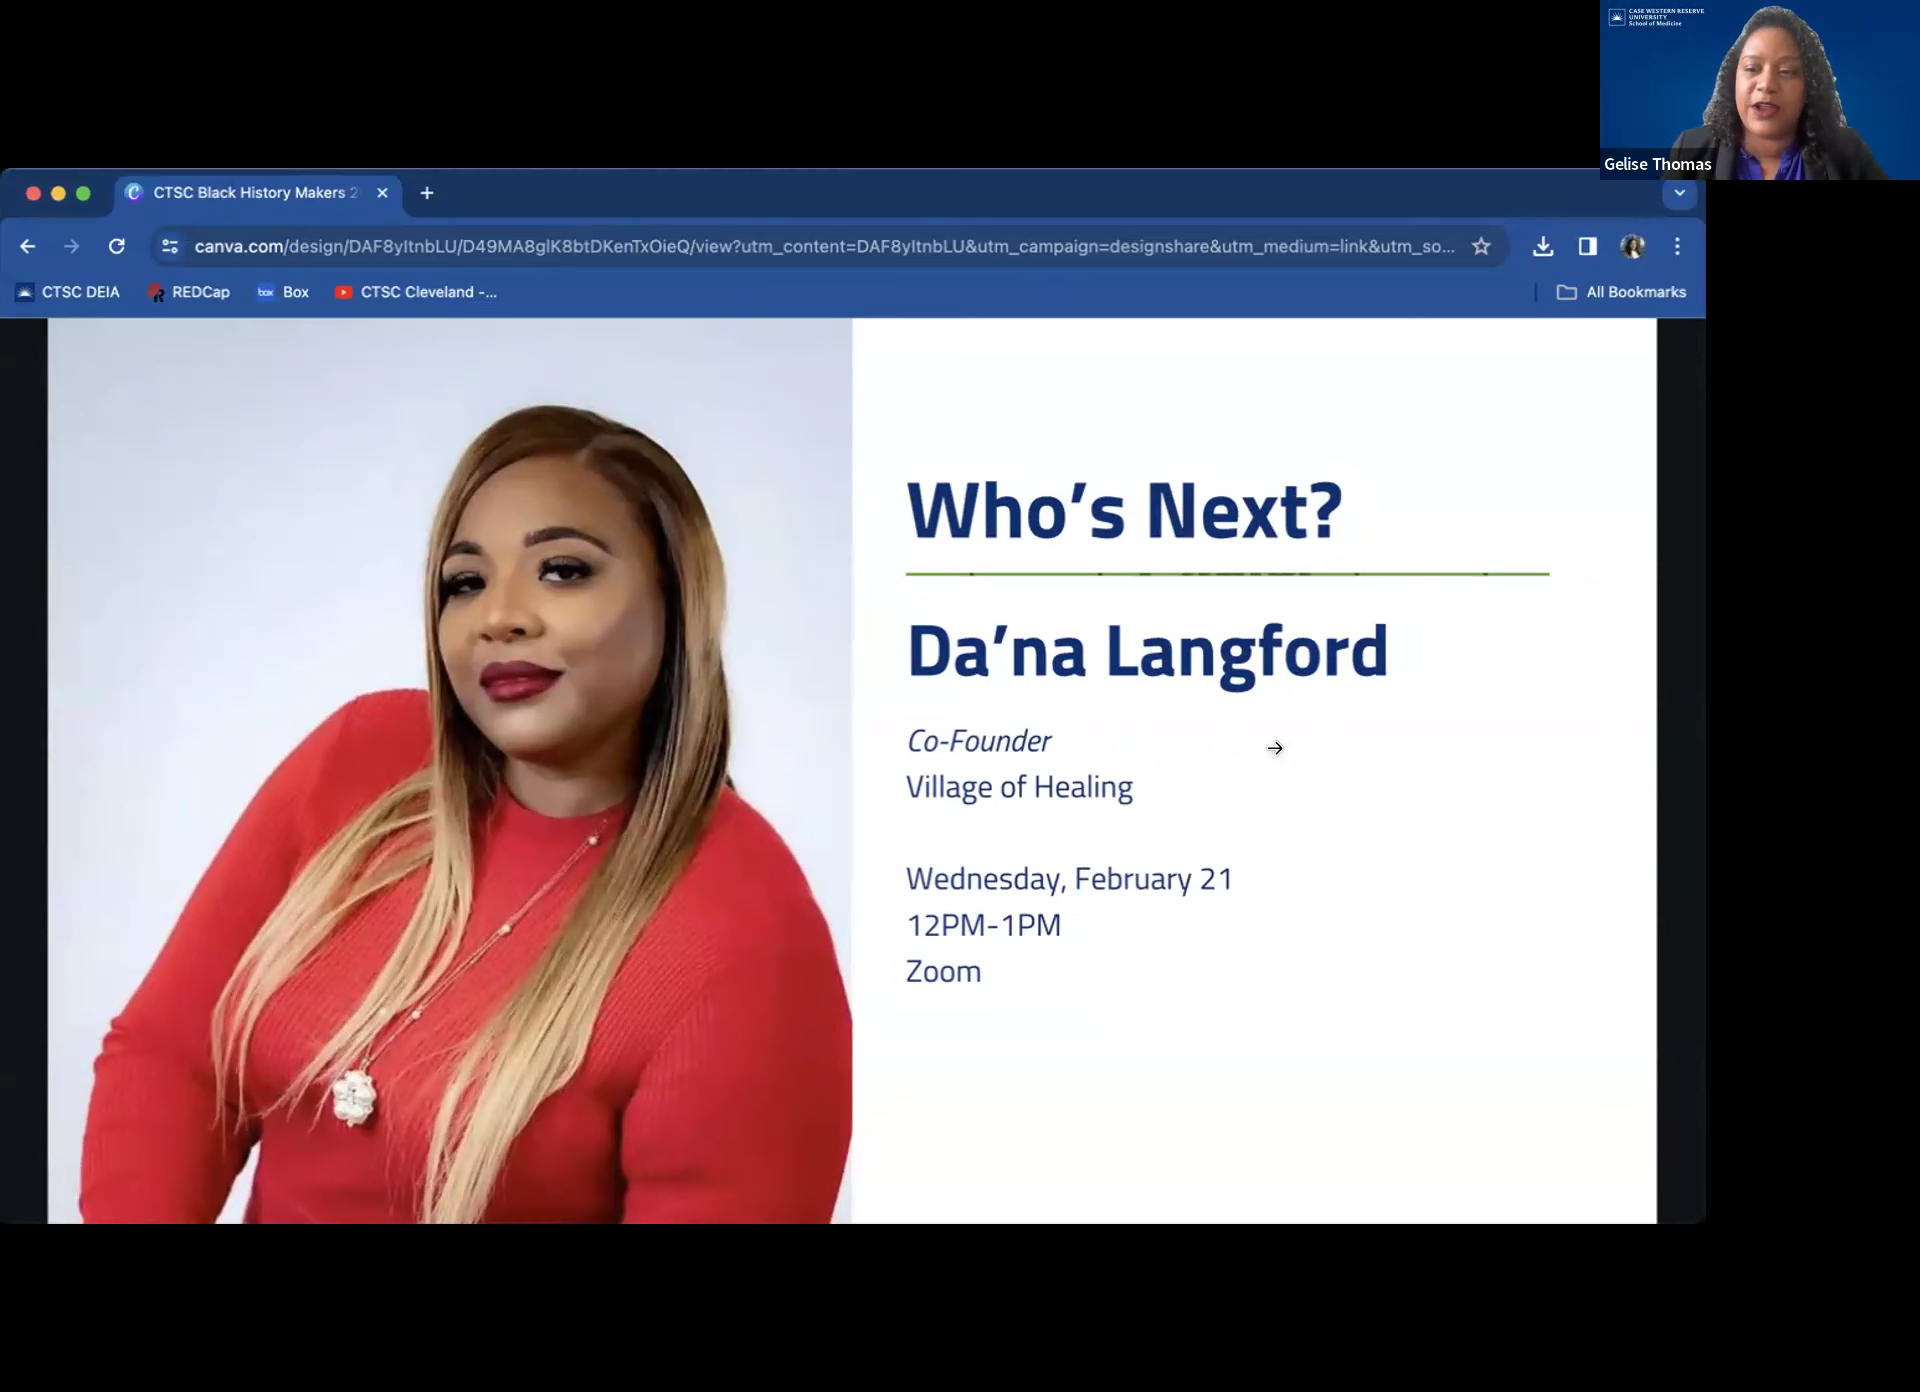 CASE WESTERN RESERVE
UNIVERSITY
School of Medicine
Gelise Thomas
CTSC Black History Makers 2
canva.com/design/DAF8yItnbLU/D49MA8glK8btDKenTxOieQ/view?utm_content=DAF8yItnbLU&utm_campaign=designshare&utm_medium=link&utm_so...
CTSC DEIA REDCap box Box CTSC Cleveland -... All Bookmarks
Who's Next?
Da'na Langford
Co-Founder
Village of Healing
Wednesday, February 21
12PM-1PM
Zoom